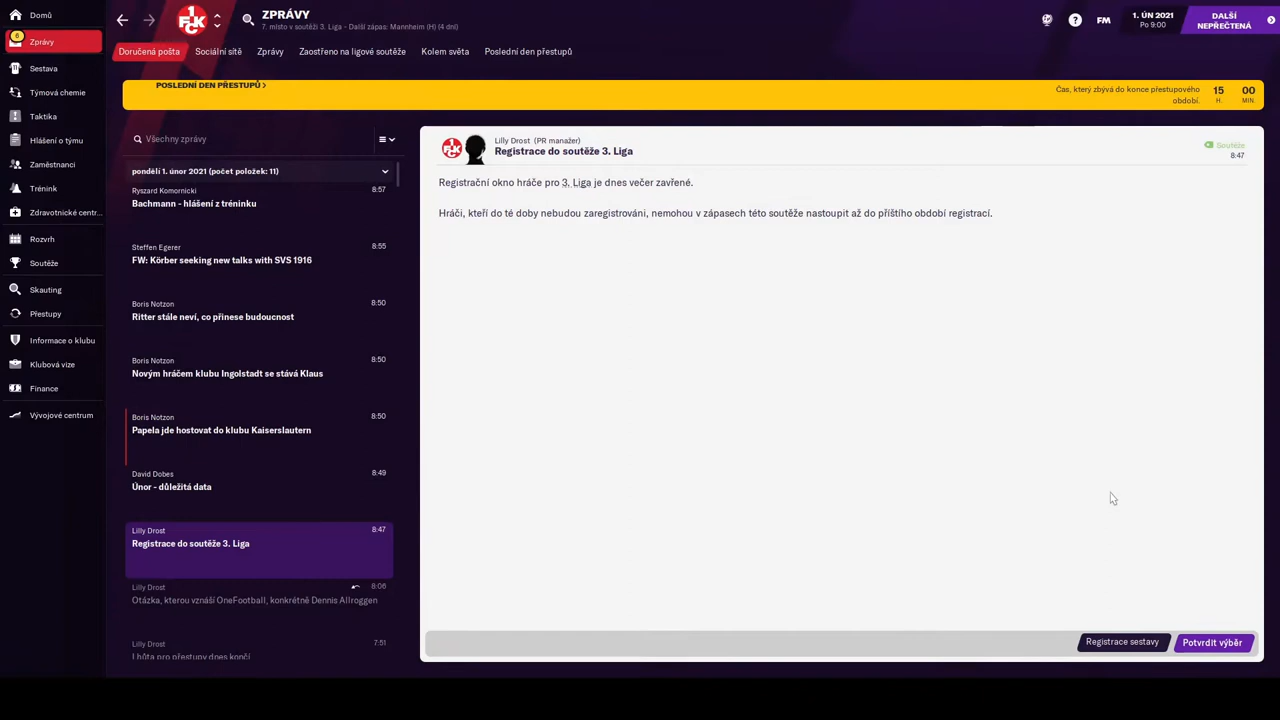 Domů
6
Zprávy
Sestava
Týmová chemie
Taktika
Hlášení o týmu
Zaměstnanci
Trénink
Zdravotnické centr...
Rozvrh
Soutěže
Skauting
Přestupy
Informace o klubu
Klubová vize
Finance
Vývojové centrum
1.
FCK
ZPRÁVY
7. místo v soutěži 3. Liga - Další zápas: Mannheim (H) (4 dní)
?
FM
1. ÚN 2021
Po 9:00
DALŠÍ
NEPŘEČTENÁ
Doručená pošta
Sociální sítě
Zprávy
Zaostřeno na ligové soutěže
Kolem světa
Poslední den přestupů
POSLEDNÍ DEN PŘESTUPŮ >
Čas, který zbývá do konce přestupového
období.
15
H.
00
MIN.
Všechny zprávy
pondělí 1. únor 2021 (počet položek: 11)
Ryszard Komornicki
8:57
Bachmann - hlášení z tréninku
Steffen Egerer
8:55
FW: Körber seeking new talks with SVS 1916
Boris Notzon
8:50
Ritter stále neví, co přinese budoucnost
Boris Notzon
8:50
Novým hráčem klubu Ingolstadt se stává Klaus
Boris Notzon
8:50
Papela jde hostovat do klubu Kaiserslautern
David Dobes
8:49
Únor - důležitá data
Lilly Drost
8:47
Registrace do soutěže 3. Liga
Lilly Drost
8:06
Otázka, kterou vznáší OneFootball, konkrétně Dennis Allroggen
Lilly Drost
7:51
Lhůta pro přestupy dnes končí
Lilly Drost (PR manažer)
Registrace do soutěže 3. Liga
Soutěže
8:47
Registrační okno hráče pro 3. Liga je dnes večer zavřené.
Hráči, kteří do té doby nebudou zaregistrováni, nemohou v zápasech této soutěže nastoupit až do příštího období registrací.
Registrace sestavy
Potvrdit výběr